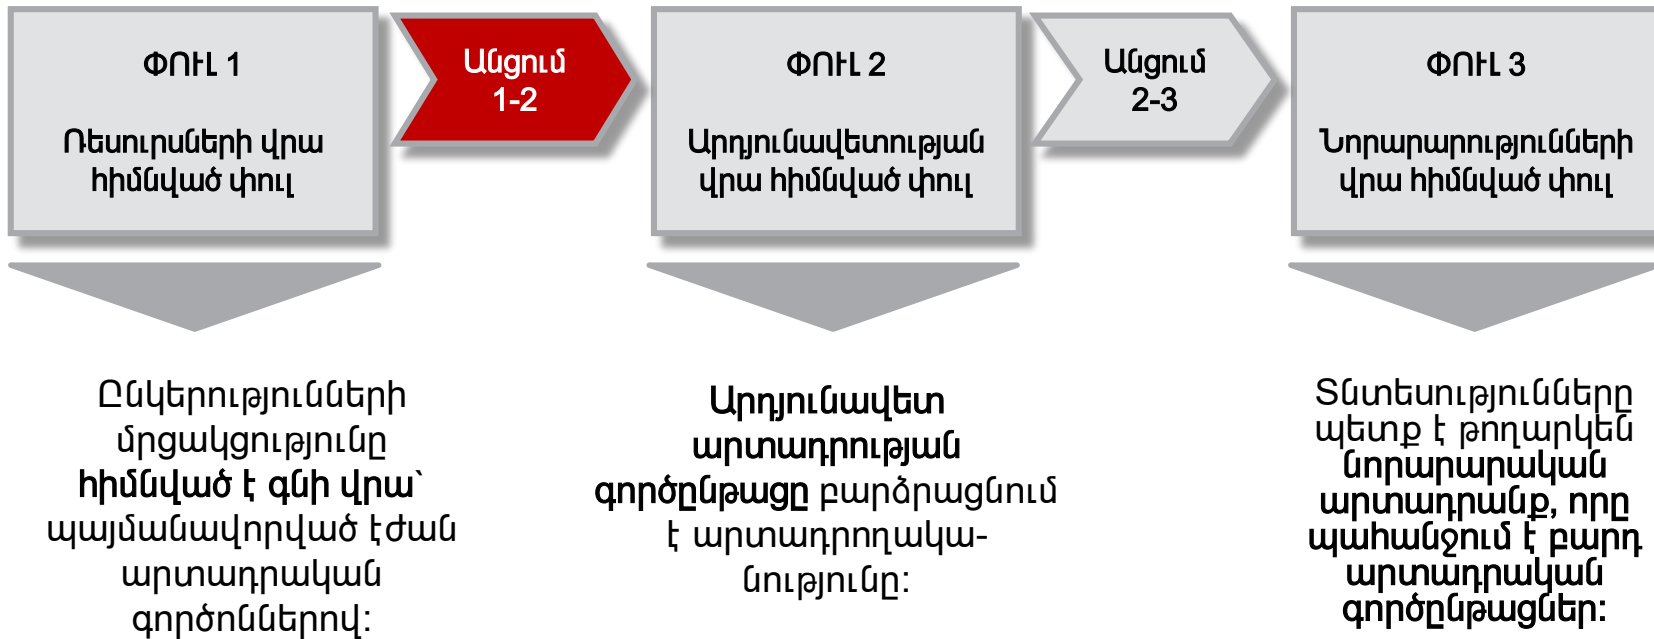 ՓՈՒԼ 1
Ռեսուրսների վրա
հիմնված փուլ
Անցում
1-2
ՓՈՒԼ 2
Արդյունավետության
վրա հիմնված փուլ
Անցում
2-3
ՓՈՒԼ 3
Նորարարությունների
վրա հիմնված փուլ
Ընկերությունների
մրցակցությունը
հիմնված է գնի վրա՝
պայմանավորված էժան
արտադրական
գործոններով:
Արդյունավետ
արտադրության
գործընթացը բարձրացնում
է արտադրողակա-
նությունը:
Տնտեսությունները
պետք է թողարկեն
նորարարական
արտադրանք, որը
պահանջում է բարդ
արտադրական
գործընթացներ: